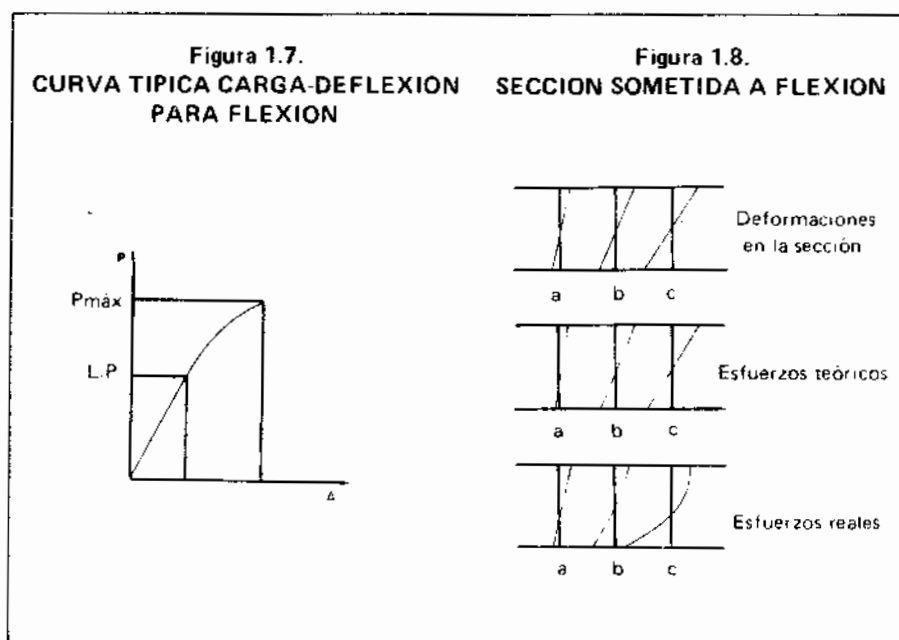 Figura 1.7.
CURVA TIPICA CARGA-DEFLEXION
PARA FLEXION
P
Pmáx
L.P
Δ
Figura 1.8.
SECCION SOMETIDA A FLEXION
Deformaciones
en la sección
a b c
Esfuerzos teóricos
a b c
Esfuerzos reales
a b c